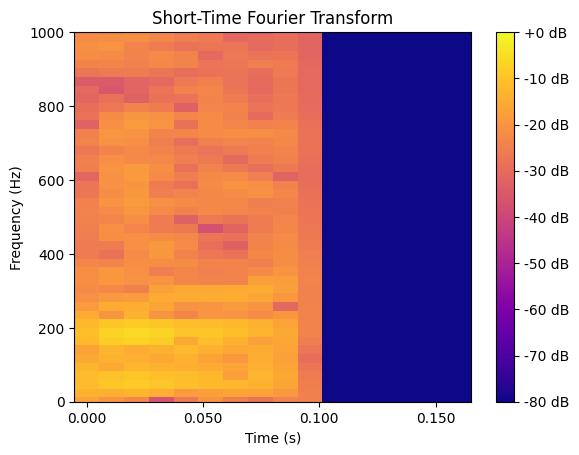 Short-Time Fourier Transform
1000
800
600
400
200
0
Frequency (Hz)
0.000
0.050
0.100
0.150
Time (s)
+0 dB
-10 dB
-20 dB
-30 dB
-40 dB
-50 dB
-60 dB
-70 dB
-80 dB